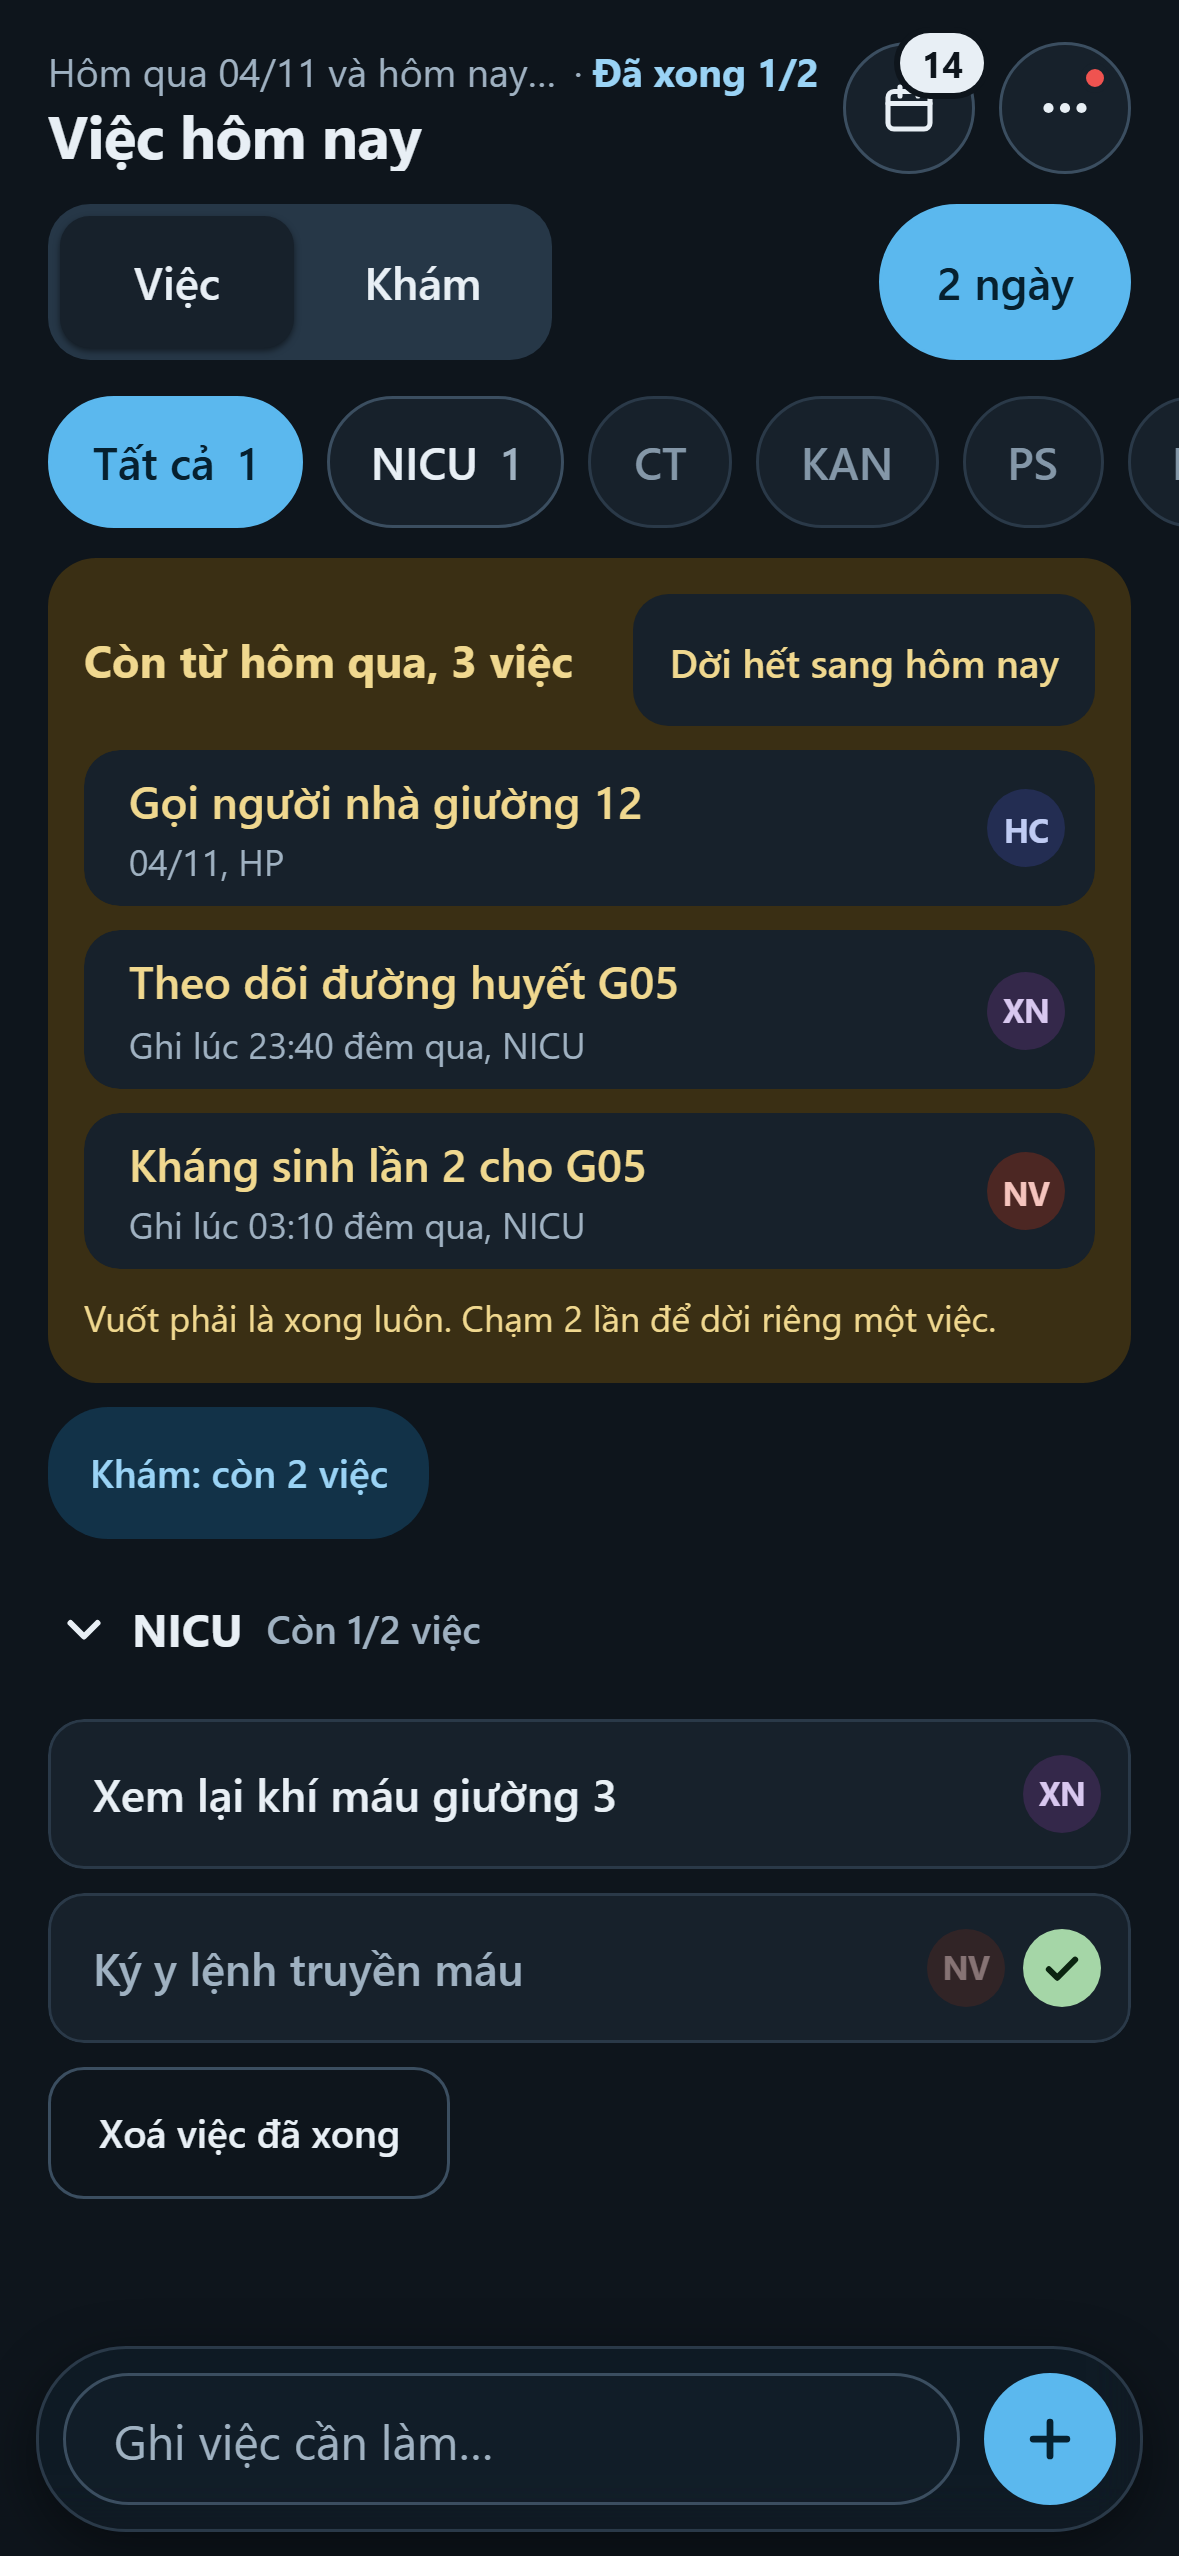 Hôm qua 04/11 và hôm nay... · Đã xong 1/2
14
Việc hôm nay
Việc
Khám
2 ngày
Tất cả 1
NICU 1
CT
KAN
PS
Còn từ hôm qua, 3 việc
Dời hết sang hôm nay
Gọi người nhà giường 12
04/11, HP
HC
Theo dõi đường huyết G05
Ghi lúc 23:40 đêm qua, NICU
XN
Kháng sinh lần 2 cho G05
Ghi lúc 03:10 đêm qua, NICU
NV
Vuốt phải là xong luôn. Chạm 2 lần để dời riêng một việc.
Khám: còn 2 việc
NICU Còn 1/2 việc
Xem lại khí máu giường 3
XN
Ký y lệnh truyền máu
NV
Xoá việc đã xong
Ghi việc cần làm...